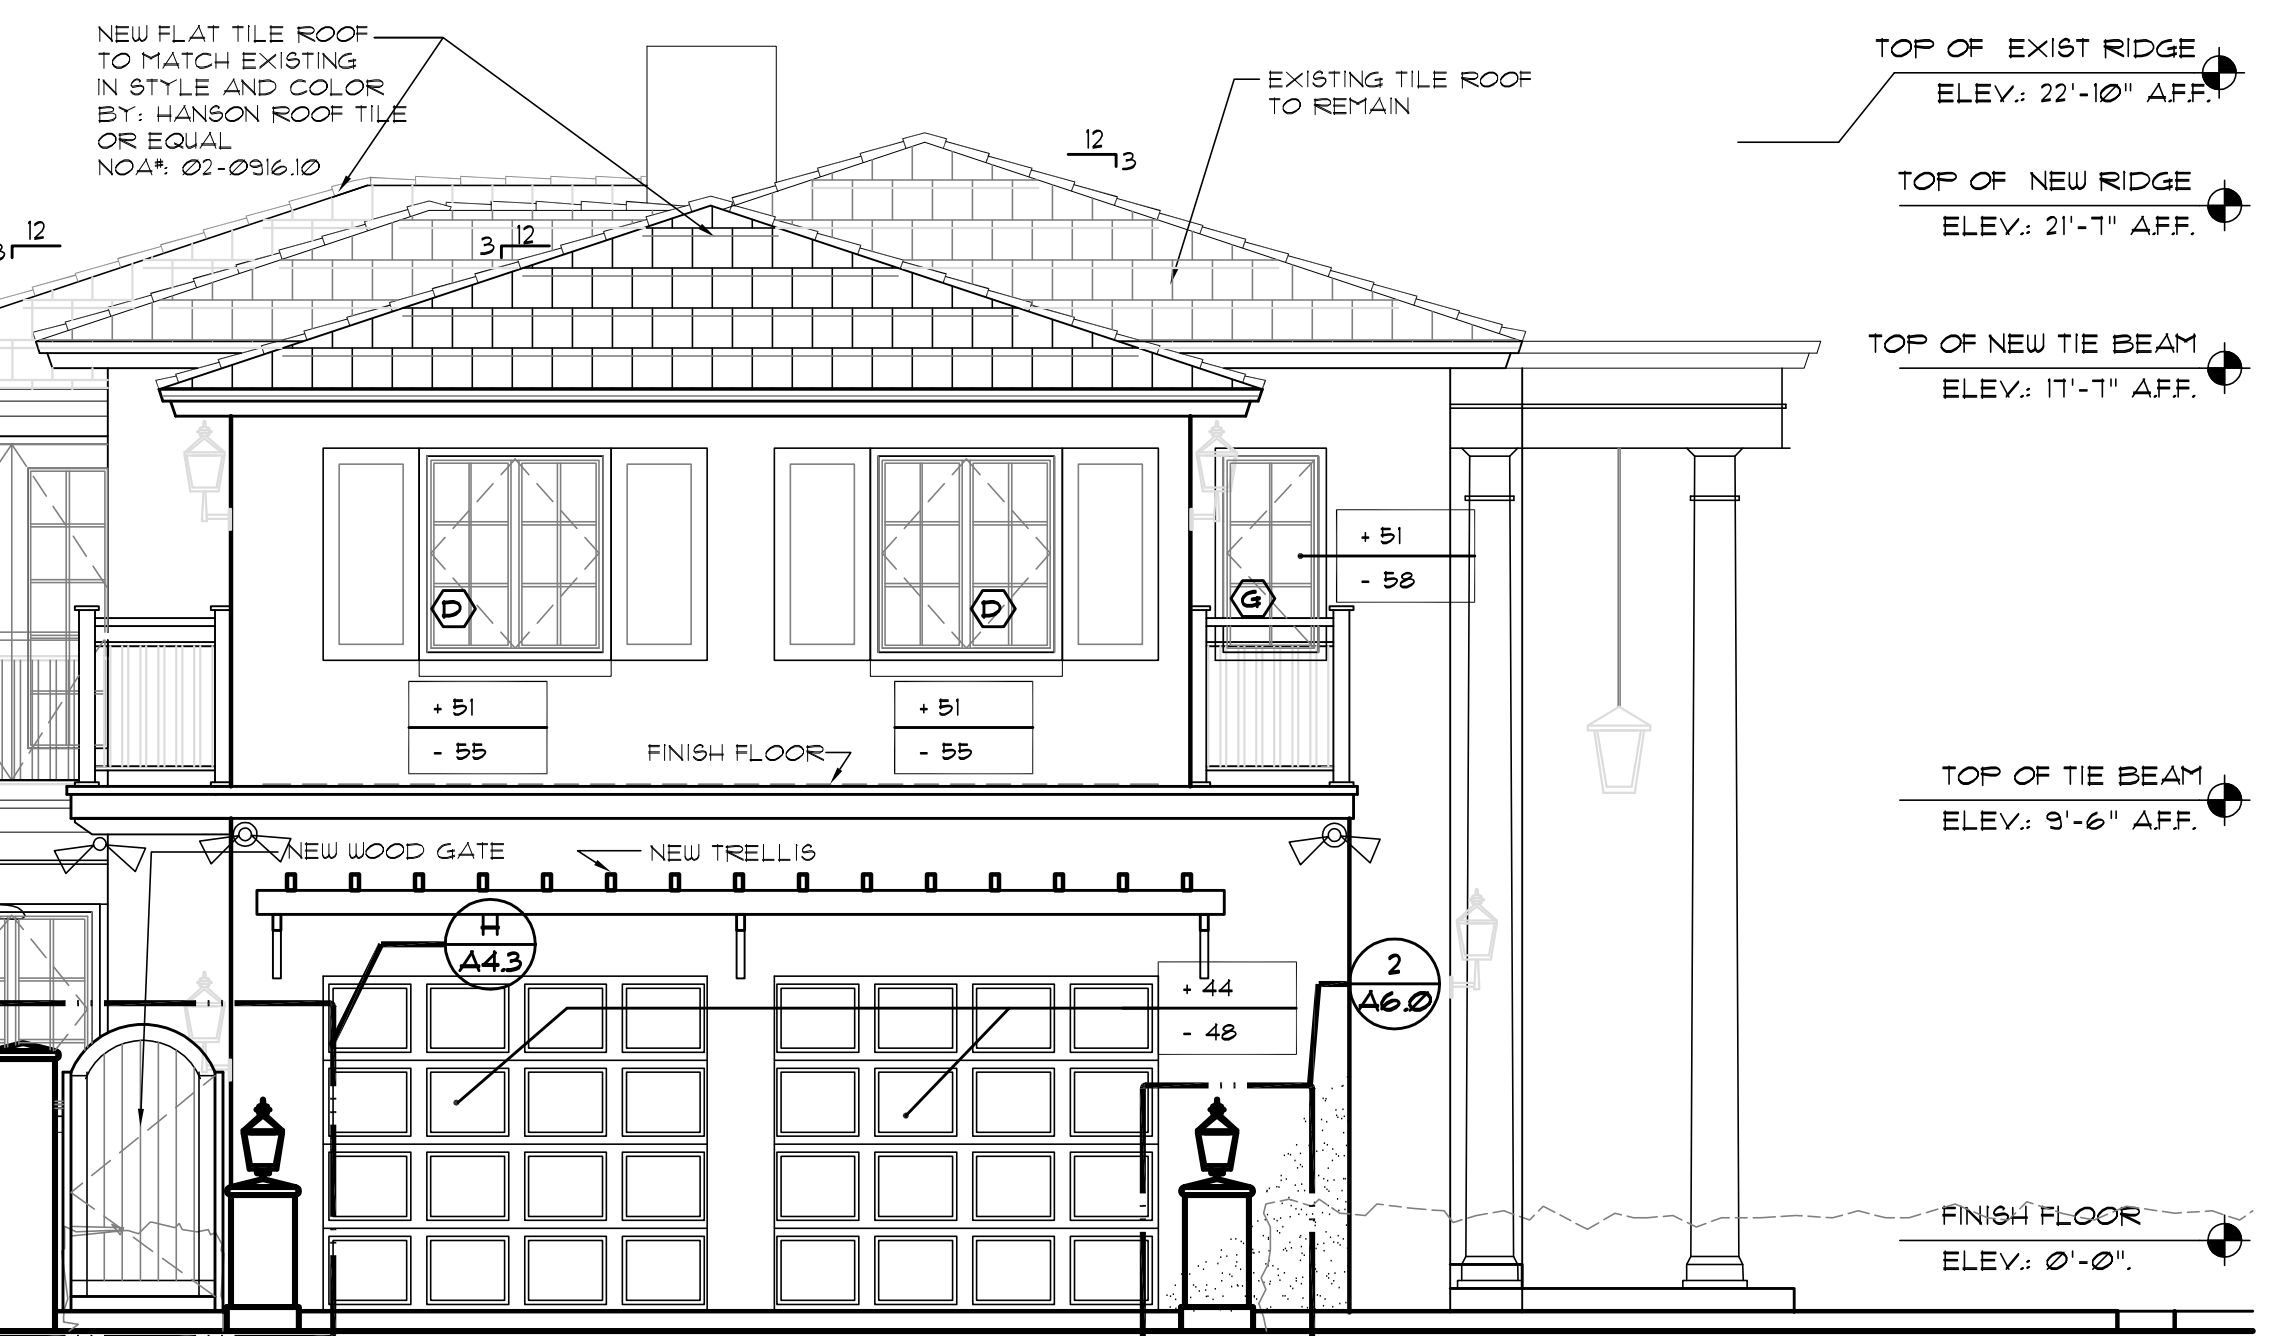 NEW FLAT TILE ROOF
TO MATCH EXISTING
IN STYLE AND COLOR
BY: HANSON ROOF TILE
OR EQUAL
NOA#: 02-0916.10
EXISTING TILE ROOF
TO REMAIN
TOP OF EXIST RIDGE
ELEV.: 22'-10" A.F.F.
TOP OF NEW RIDGE
ELEV.: 21'-7" A.F.F.
TOP OF NEW TIE BEAM
ELEV.: 17'-7" A.F.F.
12
3
12
3
12
3
D
D
G
+ 51
- 58
+ 51
- 55
+ 51
- 55
FINISH FLOOR
TOP OF TIE BEAM
ELEV.: 9'-6" A.F.F.
NEW WOOD GATE
NEW TRELLIS
H
A4.3
+ 44
- 48
2
A6.0
FINISH FLOOR
ELEV.: 0'-0".